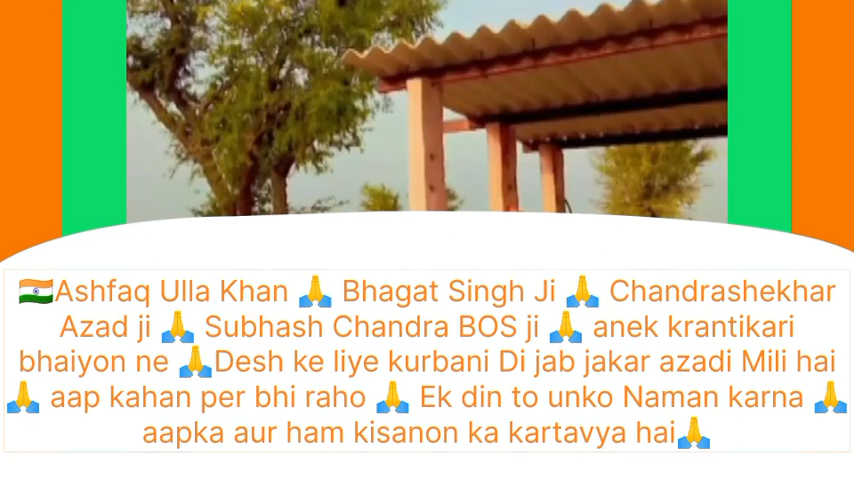 🇮🇳Ashfaq Ulla Khan 🙏 Bhagat Singh Ji 🙏 Chandrashekhar
Azad ji 🙏 Subhash Chandra BOS ji 🙏 anek krantikari
bhaiyon ne 🙏Desh ke liye kurbani Di jab jakar azadi Mili hai
🙏 aap kahan per bhi raho 🙏 Ek din to unko Naman karna 🙏
aapka aur ham kisanon ka kartavya hai🙏